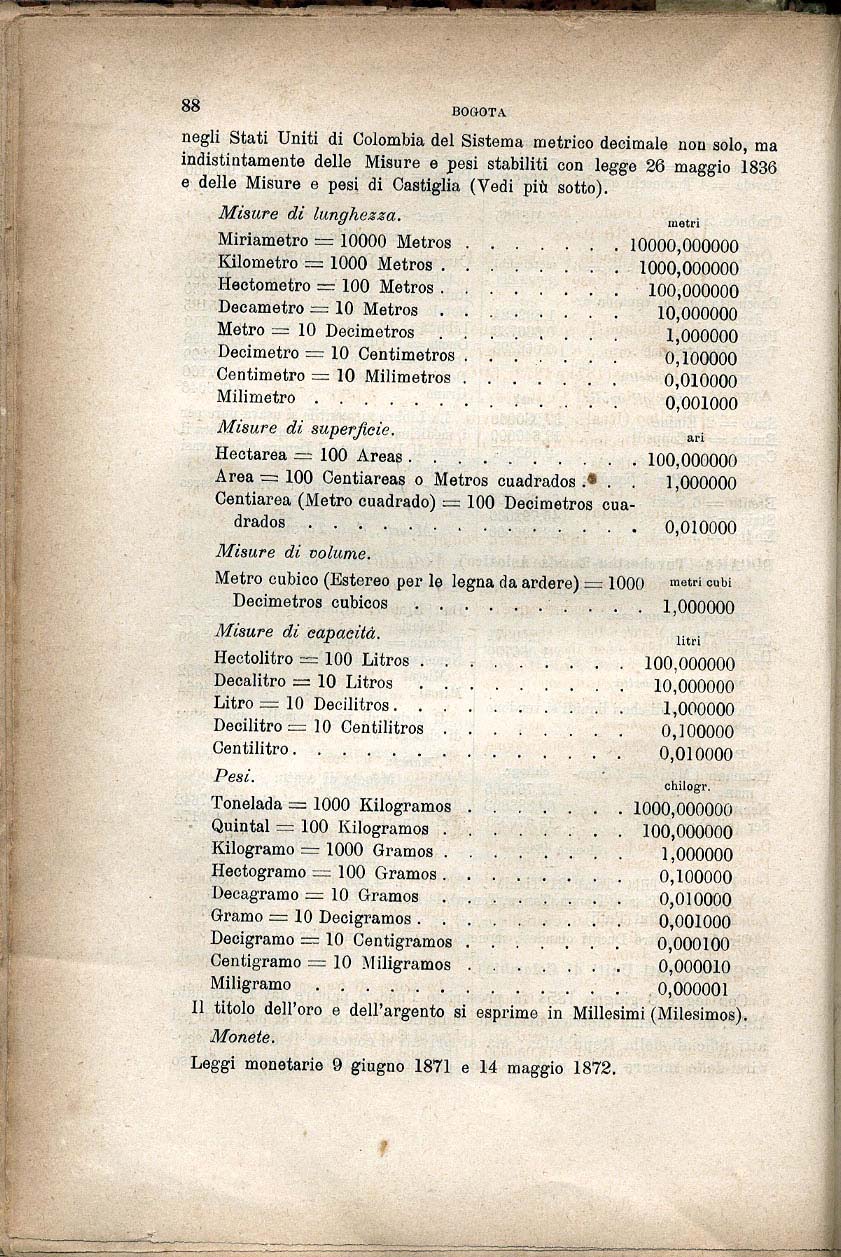 88
BOGOTA
negli Stati Uniti di Colombia del Sistema metrico decimale non solo, ma
indistintamente delle Misure e pesi stabiliti con legge 26 maggio 1836
e delle Misure e pesi di Castiglia (Vedi più sotto).
Misure di lunghezza. metri
Miriametro = 10000 Metros . . . . . . . 10000,000000
Kilometro = 1000 Metros . . . . . . . . 1000,000000
Hectometro = 100 Metros . . . . . . . . 100,000000
Decametro = 10 Metros . . . . . . . 10,000000
Metro = 10 Decimetros . . . . . . . . 1,000000
Decimetro = 10 Centimetros . . . . . . . 0,100000
Centimetro = 10 Milimetros . . . . . . . 0,010000
Milimetro . . . . . . . . . . . . . 0,001000
Misure di superficie. ari
Hectarea = 100 Areas . . . . . . . . . . 100,000000
Area = 100 Centiareas o Metros cuadrados . . . 1,000000
Centiarea (Metro cuadrado) = 100 Decimetros cua-
drados . . . . . . . . . . . . . . 0,010000
Misure di volume.
Metro cubico (Estereo per le legna da ardere) = 1000 metri cubi
Decimetros cubicos . . . . . . . . . . 1,000000
Misure di capacità. litri
Hectolitro = 100 Litros . . . . . . . . . 100,000000
Decalitro = 10 Litros . . . . . . . . . 10,000000
Litro = 10 Decilitros . . . . . . . . . . 1,000000
Decilitro = 10 Centilitros . . . . . . . . 0,100000
Centilitro . . . . . . . . . . . . . . 0,010000
Pesi. chilogr.
Tonelada = 1000 Kilogramos . . . . . . . 1000,000000
Quintal = 100 Kilogramos . . . . . . . . 100,000000
Kilogramo = 1000 Gramos . . . . . . . . 1,000000
Hectogramo = 100 Gramos . . . . . . . . 0,100000
Decagramo = 10 Gramos . . . . . . . . 0,010000
Gramo = 10 Decigramos . . . . . . . . . 0,001000
Decigramo = 10 Centigramos . . . . . . . 0,000100
Centigramo = 10 Miligramos . . . . . . . 0,000010
Miligramo . . . . . . . . . . . . . 0,000001
Il titolo dell'oro e dell'argento si esprime in Millesimi (Milesimos).
Monete.
Leggi monetarie 9 giugno 1871 e 14 maggio 1872.